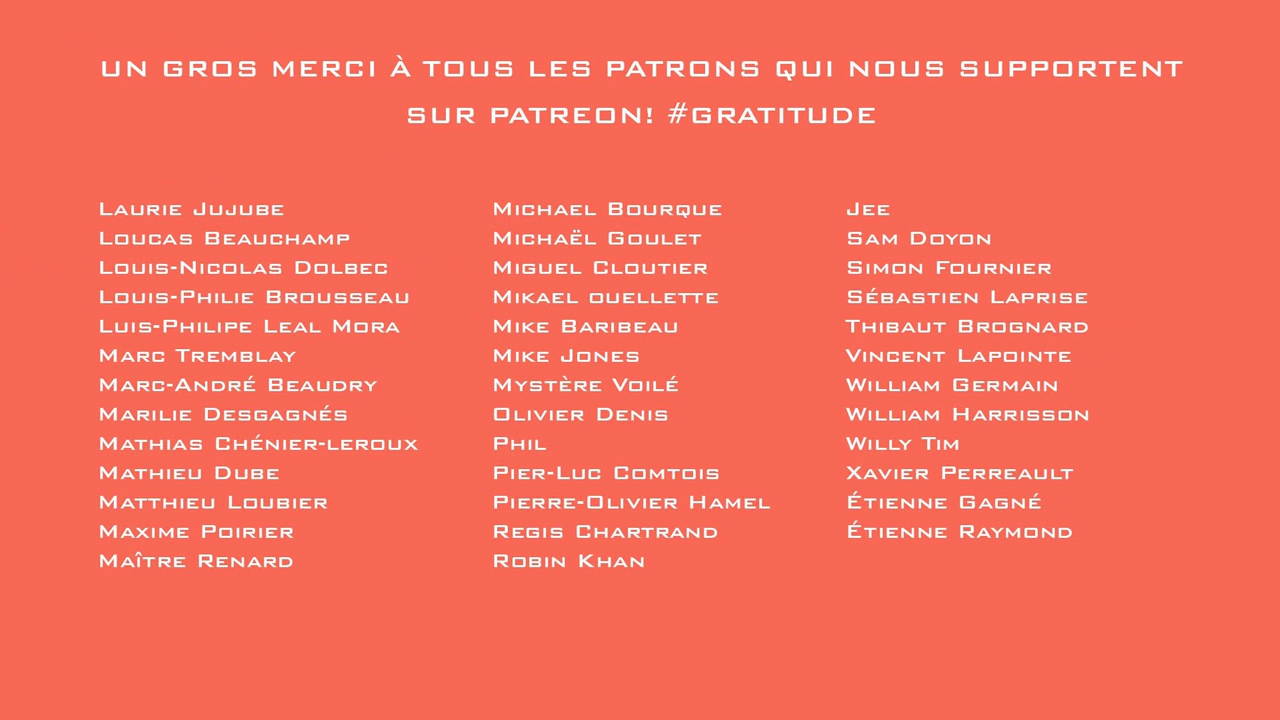 UN GROS MERCI À TOUS LES PATRONS QUI NOUS SUPPORTENT
SUR PATREON! #GRATITUDE
Laurie Jujube
Loucas Beauchamp
Louis-Nicolas Dolbec
Louis-Philie Brousseau
Luis-Philipe Leal Mora
Marc Tremblay
Marc-André Beaudry
Marilie Desgagnés
Mathias Chénier-leroux
Mathieu Dube
Matthieu Loubier
Maxime Poirier
Maître Renard
Michael Bourque
Michaël Goulet
Miguel Cloutier
Mikael ouellette
Mike Baribeau
Mike Jones
Mystère Voilé
Olivier Denis
Phil
Pier-Luc Comtois
Pierre-Olivier Hamel
Regis Chartrand
Robin Khan
Jee
Sam Doyon
Simon Fournier
Sébastien Laprise
Thibaut Brognard
Vincent Lapointe
William Germain
William Harrisson
Willy Tim
Xavier Perreault
Étienne Gagné
Étienne Raymond